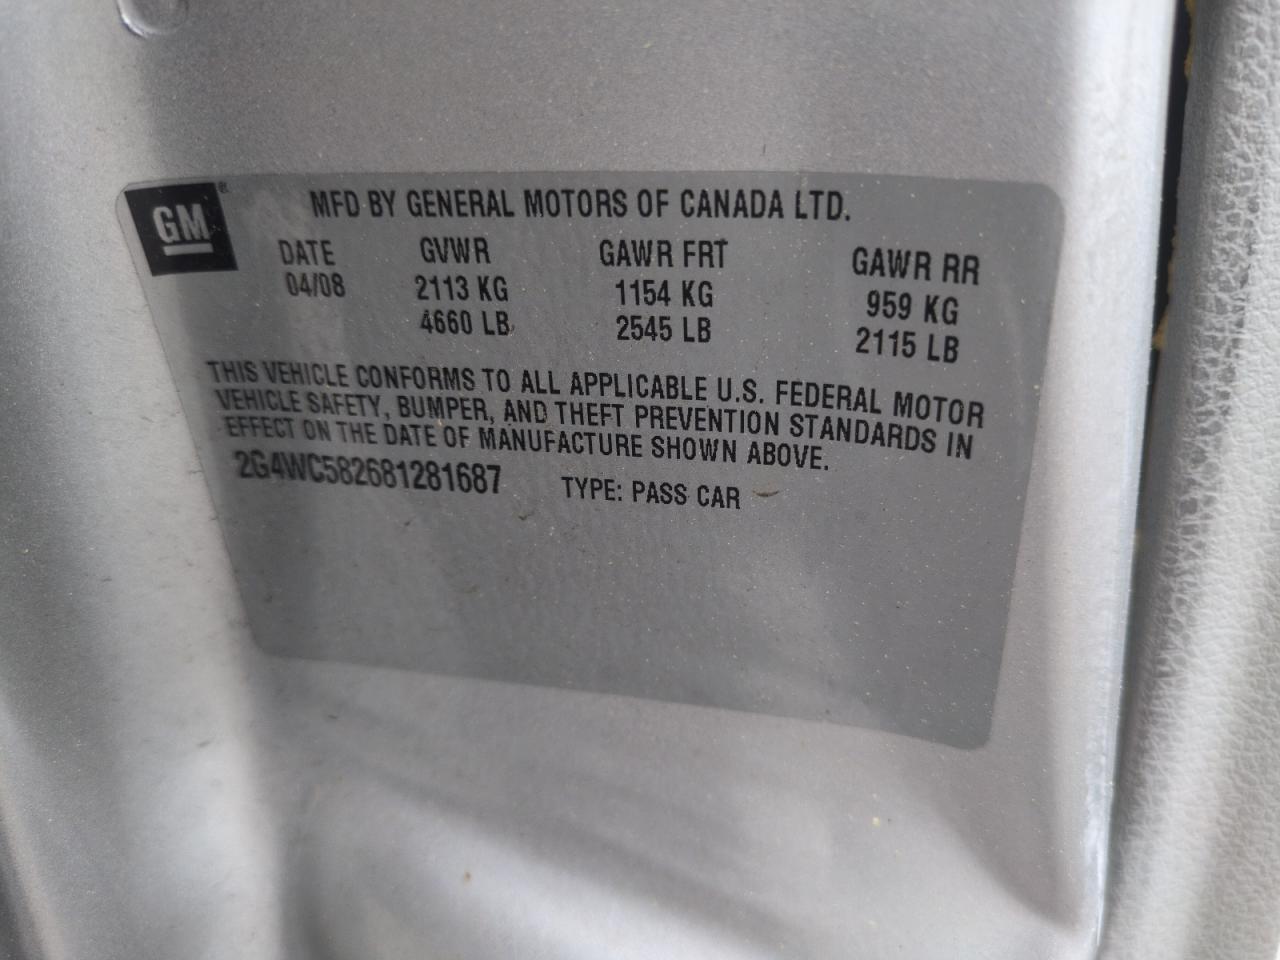 GM®
MFD BY GENERAL MOTORS OF CANADA LTD.
DATE GVWR GAWR FRT GAWR RR
04/08 2113 KG 1154 KG 959 KG
4660 LB 2545 LB 2115 LB
THIS VEHICLE CONFORMS TO ALL APPLICABLE U.S. FEDERAL MOTOR
VEHICLE SAFETY, BUMPER, AND THEFT PREVENTION STANDARDS IN
EFFECT ON THE DATE OF MANUFACTURE SHOWN ABOVE.
2G4WC582681281687 TYPE: PASS CAR